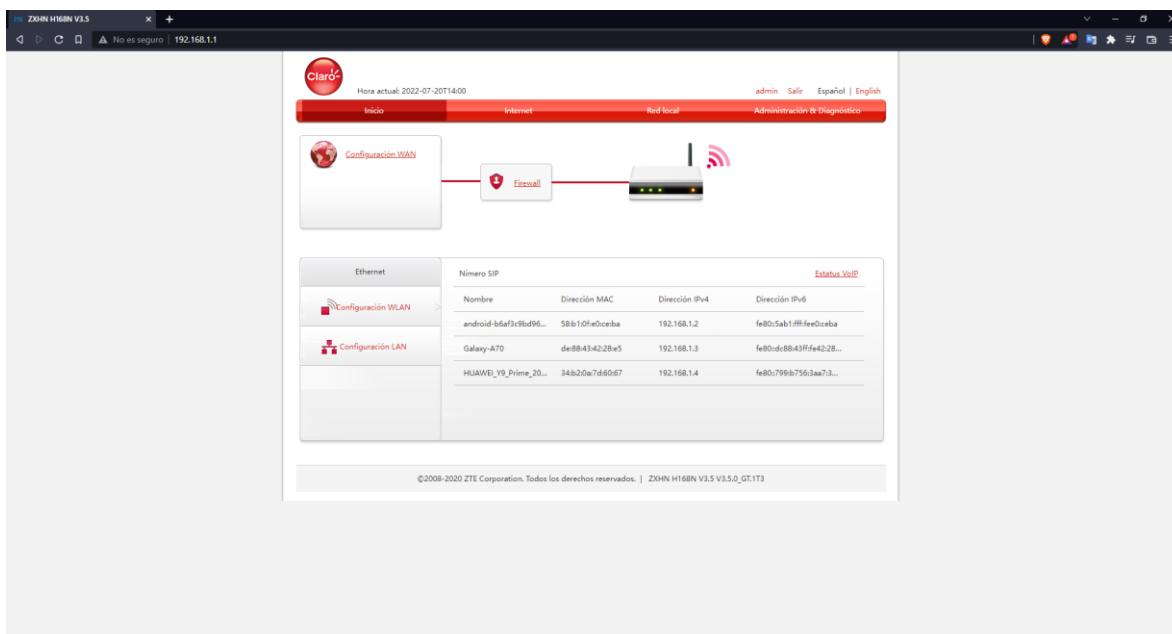 ZTE ZXHN H168N V3.5
No es seguro | 192.168.1.1
Claro
Hora actual: 2022-07-20T14:00
admin Salir Español | English
Inicio Internet Red local Administración & Diagnóstico
Configuración WAN
Firewall
Ethernet
Configuración WLAN
Configuración LAN
Nímero SIP Estatus VoIP
Nombre Dirección MAC Dirección IPv4 Dirección IPv6
android-b6af3c9bd96... 58:b1:0f:e0:ce:ba 192.168.1.2 fe80::5ab1:fff:fee0:ceba
Galaxy-A70 de:88:43:42:28:e5 192.168.1.3 fe80::dc88:43ff:fe42:28...
HUAWEI_Y9_Prime_20... 34:b2:0a:7d:60:67 192.168.1.4 fe80::799:b756:3aa7:3...
©2008-2020 ZTE Corporation. Todos los derechos reservados. | ZXHN H168N V3.5 V3.5.0_GT.1T3